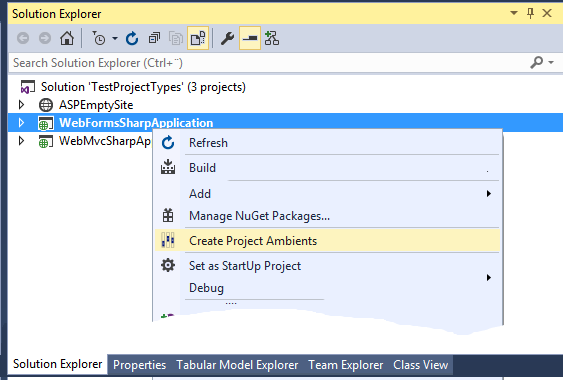 Solution Explorer
Search Solution Explorer (Ctrl+¨)
Solution 'TestProjectTypes' (3 projects)
ASPEmptySite
WebFormsSharpApplication
WebMvcSharpAp
Refresh
Build
Add
Manage NuGet Packages...
Create Project Ambients
Set as StartUp Project
Debug
....
Solution Explorer Properties Tabular Model Explorer Team Explorer Class View